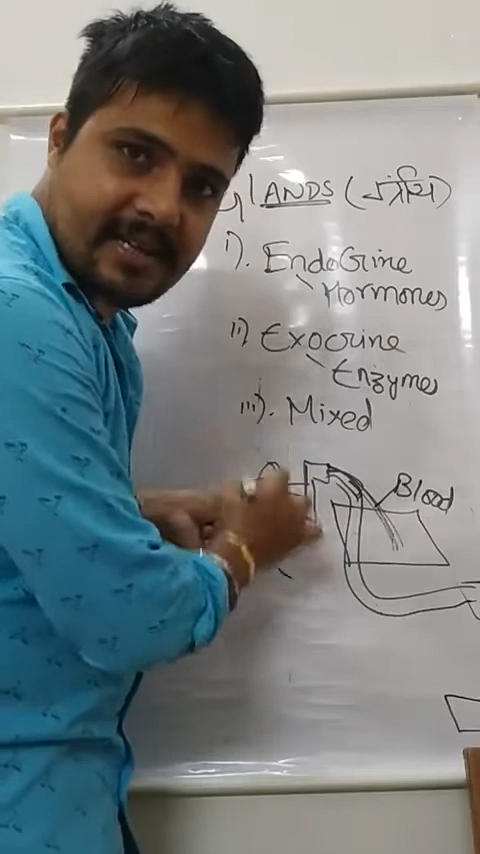 GLANDS (ग्रंथि)
i). Endocrine
Hormones
ii) Exocrine
Enzymes
iii). Mixed
Blood